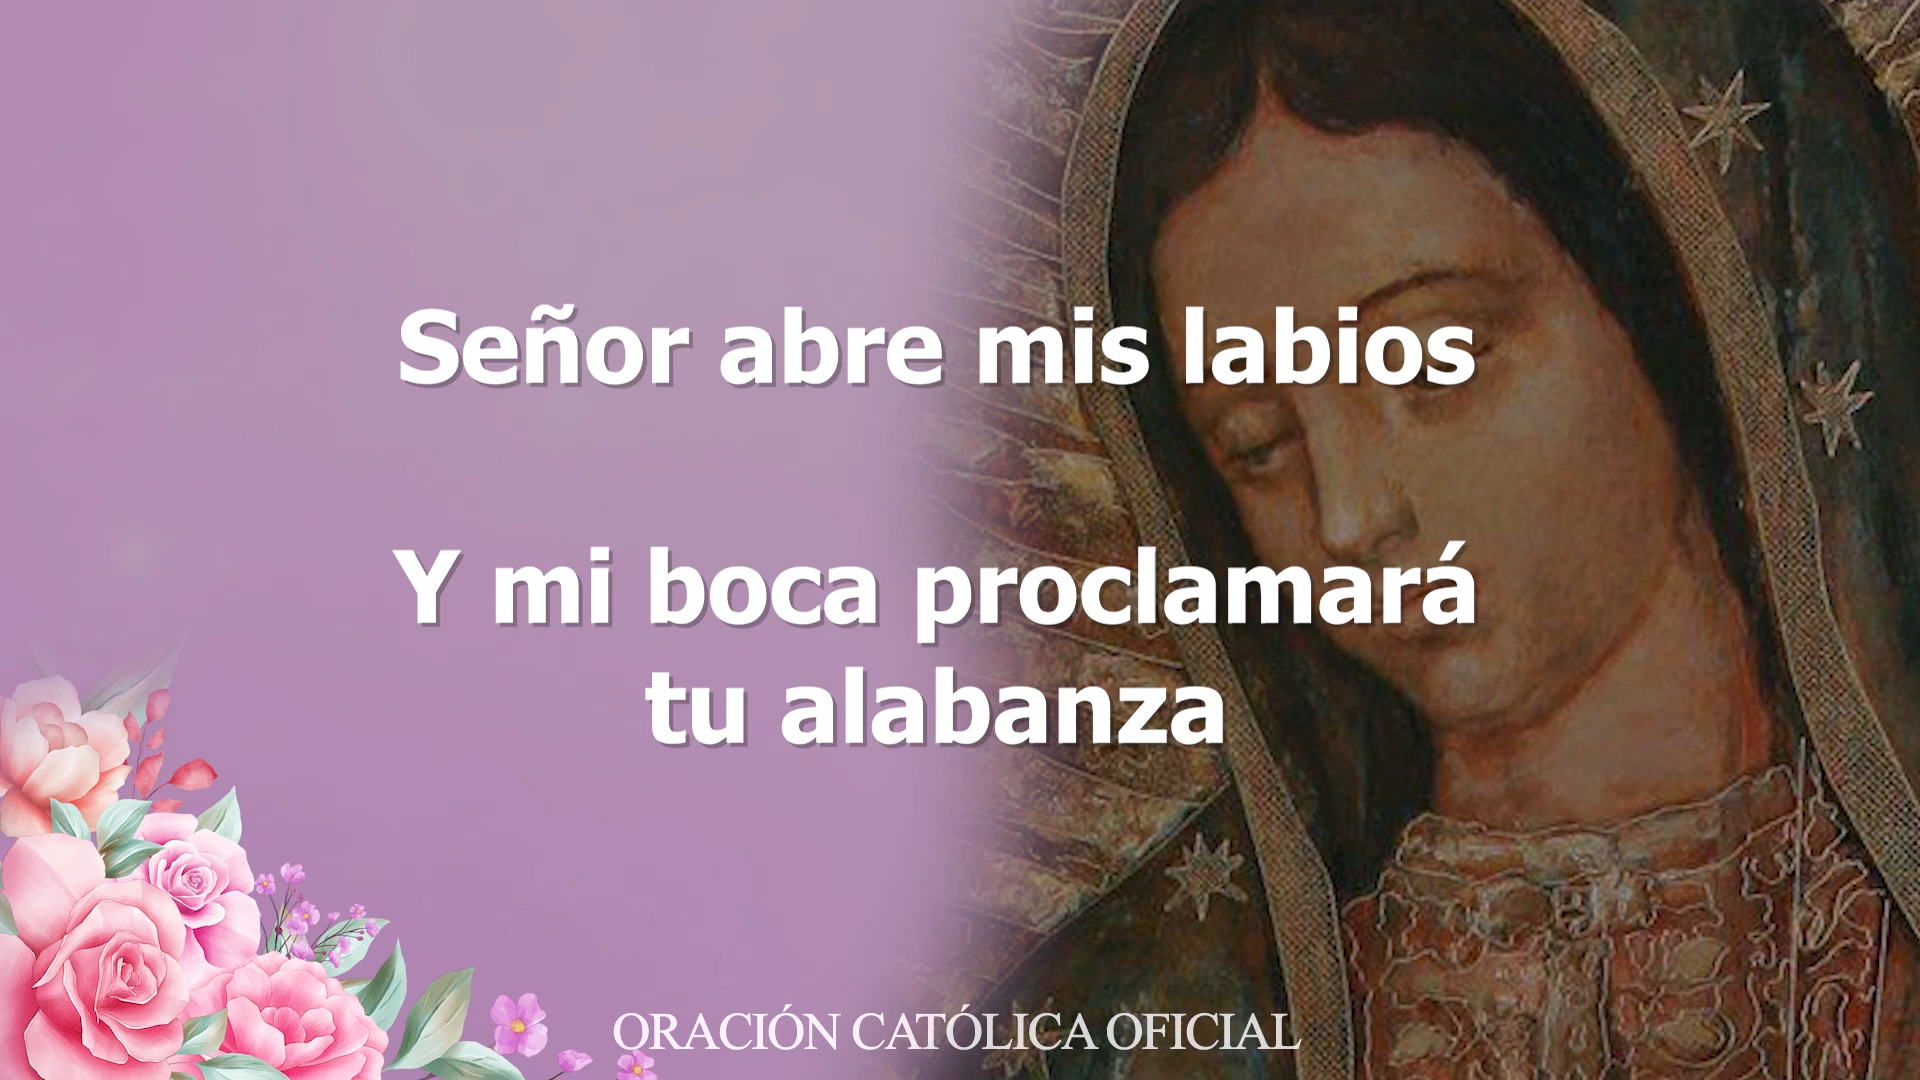 Señor abre mis labios
Y mi boca proclamará
tu alabanza
ORACIÓN CATÓLICA OFICIAL